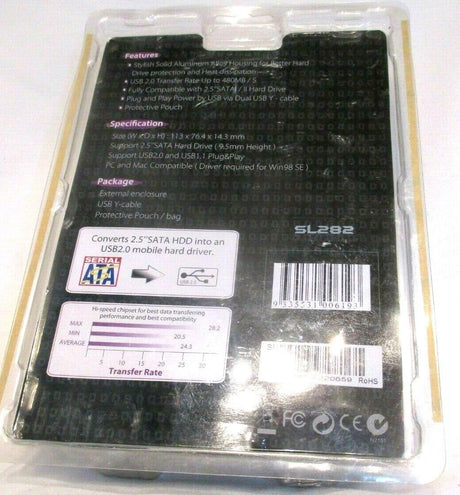 Features
Stylish Solid Aluminum Alloy Housing for Better Hard
Drive protection and Heat dissipation
USB 2.0 Transfer Rate Up to 480MB / S
Fully Compatible with 2.5"SATA I / II Hard Drive
Plug and Play Power by USB via Dual USB Y - cable
Protective Pouch
Specification
Size (W x D x H) : 113 x 76.4 x 14.3 mm
Support 2.5"SATA Hard Drive ( 9.5mm Height )
Support USB2.0 and USB1.1 Plug&Play
PC and Mac Compatible ( Driver required for Win98 SE )
Package
External enclosure
USB Y-cable
Protective Pouch / bag
SL282
Converts 2.5"SATA HDD into an
USB2.0 mobile hard driver.
SERIAL
ATA
USB 2.0
9 335231 006193
Hi-speed chipset for best data transferring
performance and best compatibility
MAX 28.2
MIN 20.5
AVERAGE 24.3
5 10 15 20 25 30
Transfer Rate
RoHS
FC CE